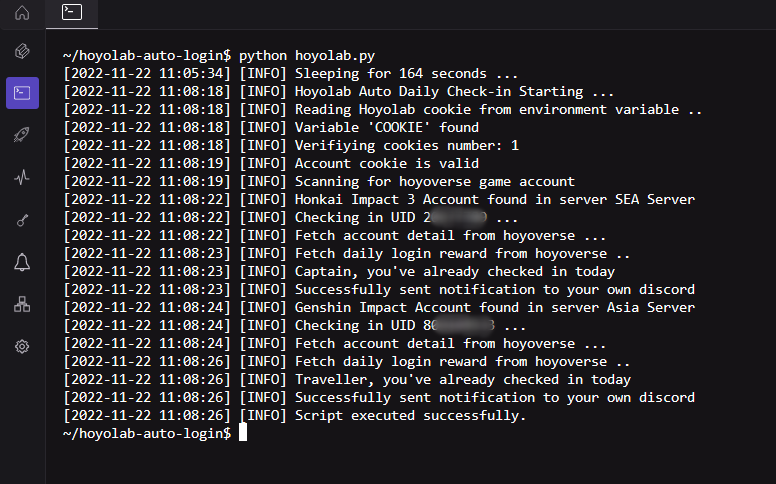 ~/hoyolab-auto-login$ python hoyolab.py
[2022-11-22 11:05:34] [INFO] Sleeping for 164 seconds ...
[2022-11-22 11:08:18] [INFO] Hoyolab Auto Daily Check-in Starting ...
[2022-11-22 11:08:18] [INFO] Reading Hoyolab cookie from environment variable ..
[2022-11-22 11:08:18] [INFO] Variable 'COOKIE' found
[2022-11-22 11:08:18] [INFO] Verifiying cookies number: 1
[2022-11-22 11:08:19] [INFO] Account cookie is valid
[2022-11-22 11:08:19] [INFO] Scanning for hoyoverse game account
[2022-11-22 11:08:22] [INFO] Honkai Impact 3 Account found in server SEA Server
[2022-11-22 11:08:22] [INFO] Checking in UID ...
[2022-11-22 11:08:22] [INFO] Fetch account detail from hoyoverse ...
[2022-11-22 11:08:23] [INFO] Fetch daily login reward from hoyoverse ..
[2022-11-22 11:08:23] [INFO] Captain, you've already checked in today
[2022-11-22 11:08:23] [INFO] Successfully sent notification to your own discord
[2022-11-22 11:08:24] [INFO] Genshin Impact Account found in server Asia Server
[2022-11-22 11:08:24] [INFO] Checking in UID ...
[2022-11-22 11:08:24] [INFO] Fetch account detail from hoyoverse ...
[2022-11-22 11:08:26] [INFO] Fetch daily login reward from hoyoverse ..
[2022-11-22 11:08:26] [INFO] Traveller, you've already checked in today
[2022-11-22 11:08:26] [INFO] Successfully sent notification to your own discord
[2022-11-22 11:08:26] [INFO] Script executed successfully.
~/hoyolab-auto-login$